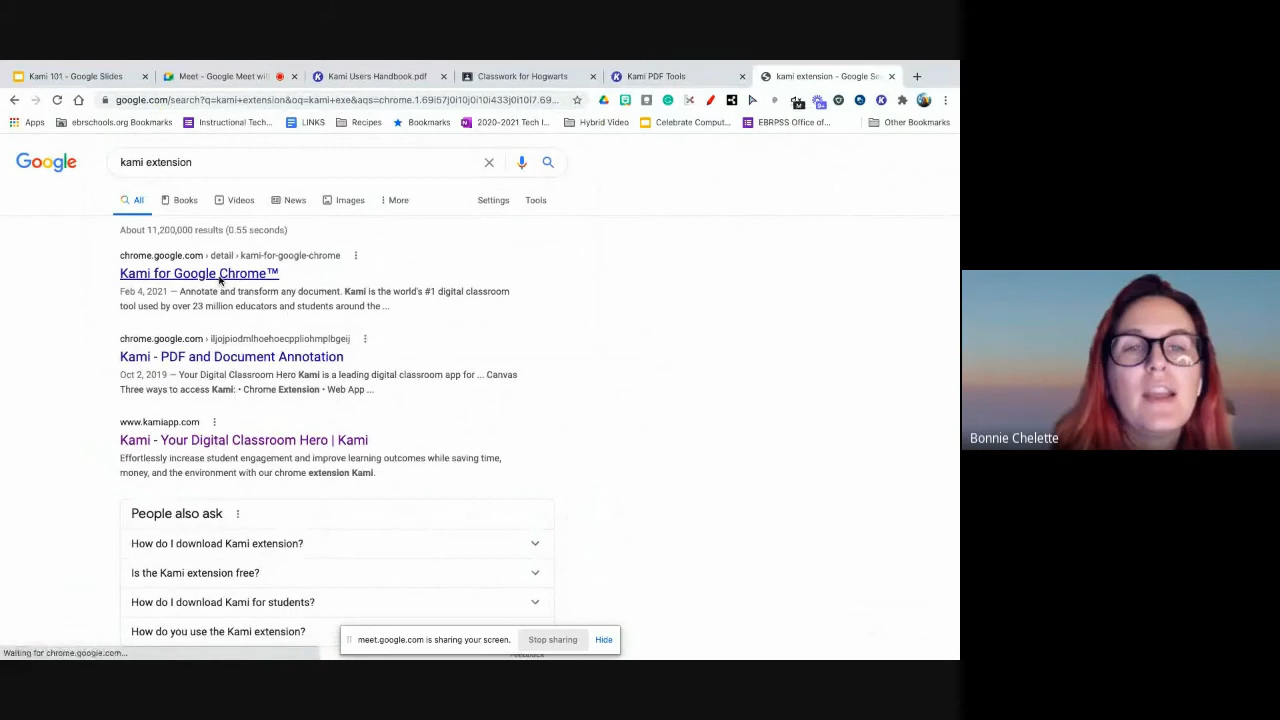 Kami 101 - Google Slides
Meet - Google Meet wit
Kami Users Handbook.pdf
Classwork for Hogwarts
Kami PDF Tools
kami extension - Google Se
google.com/search?q=kami+extension&oq=kami+exe&aqs=chrome.1.69i57j0i10j0i10i433j0i10l7.69...
Apps
ebrschools.org Bookmarks
Instructional Tech...
LINKS
Recipes
Bookmarks
2020-2021 Tech I...
Hybrid Video
Celebrate Comput...
EBRPSS Office of...
Other Bookmarks
Google
kami extension
All
Books
Videos
News
Images
More
Settings
Tools
About 11,200,000 results (0.55 seconds)
chrome.google.com › detail › kami-for-google-chrome
Kami for Google Chrome™
Feb 4, 2021 — Annotate and transform any document. Kami is the world's #1 digital classroom
tool used by over 23 million educators and students around the ...
chrome.google.com › iljojpiodmlhoehoecppliohmplbgeij
Kami - PDF and Document Annotation
Oct 2, 2019 — Your Digital Classroom Hero Kami is a leading digital classroom app for ... Canvas
Three ways to access Kami: • Chrome Extension • Web App ...
www.kamiapp.com
Kami - Your Digital Classroom Hero | Kami
Effortlessly increase student engagement and improve learning outcomes while saving time,
money, and the environment with our chrome extension Kami.
People also ask
How do I download Kami extension?
Is the Kami extension free?
How do I download Kami for students?
How do you use the Kami extension?
meet.google.com is sharing your screen.
Stop sharing
Hide
Waiting for chrome.google.com...
Bonnie Chelette